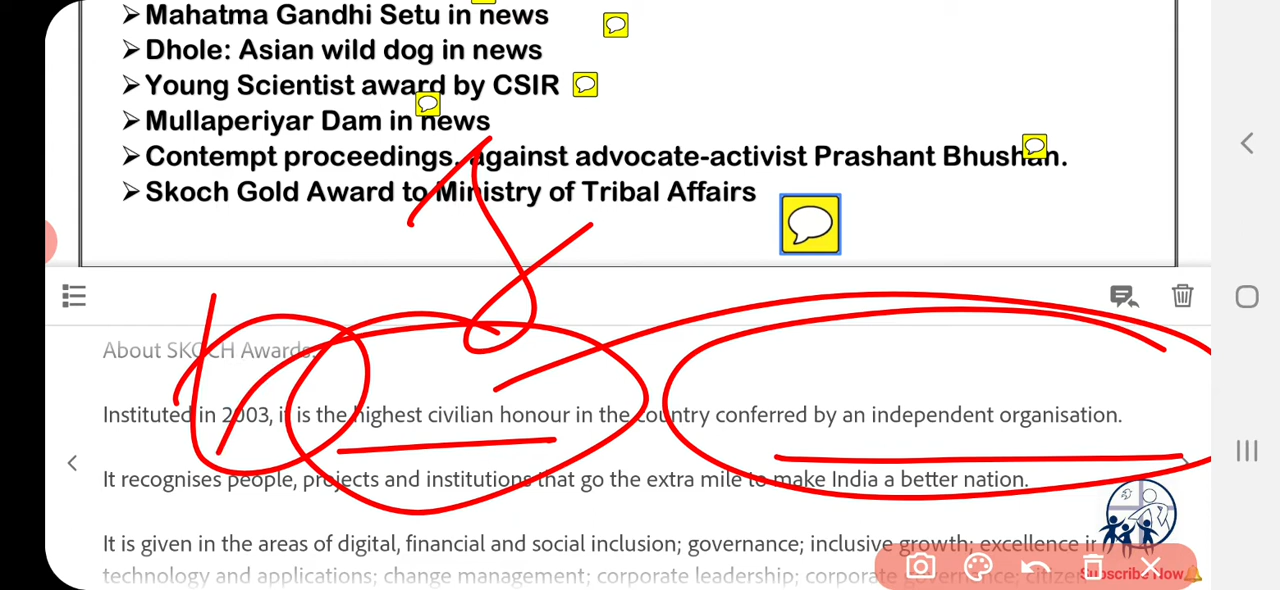 ➢ Mahatma Gandhi Setu in news
➢ Dhole: Asian wild dog in news
➢ Young Scientist award by CSIR
➢ Mullaperiyar Dam in news
➢ Contempt proceedings, against advocate-activist Prashant Bhushan.
➢ Skoch Gold Award to Ministry of Tribal Affairs
About SKOCH Awards:
Instituted in 2003, it is the highest civilian honour in the country conferred by an independent organisation.
It recognises people, projects and institutions that go the extra mile to make India a better nation.
It is given in the areas of digital, financial and social inclusion; governance; inclusive growth; excellence in
technology and applications; change management; corporate leadership; corporate governance; citizen
Subscribe Now